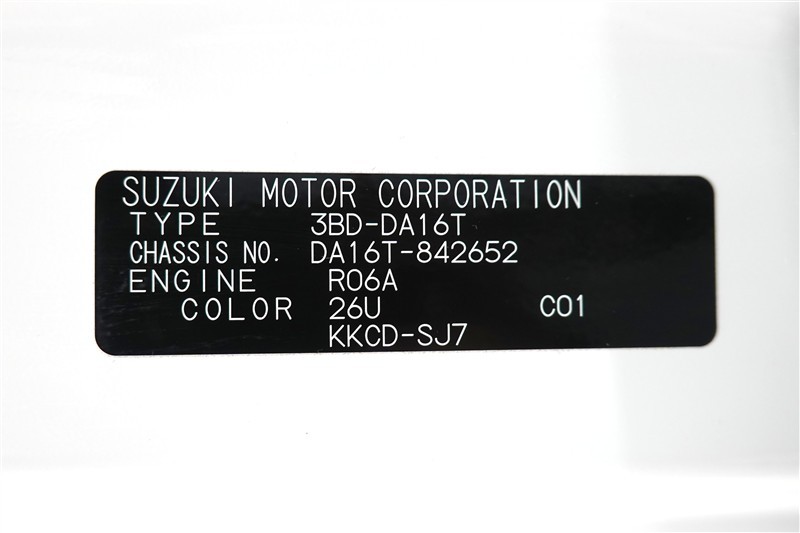 SUZUKI MOTOR CORPORATION
TYPE 3BD-DA16T
CHASSIS NO. DA16T-842652
ENGINE R06A
COLOR 26U C01
KKCD-SJ7